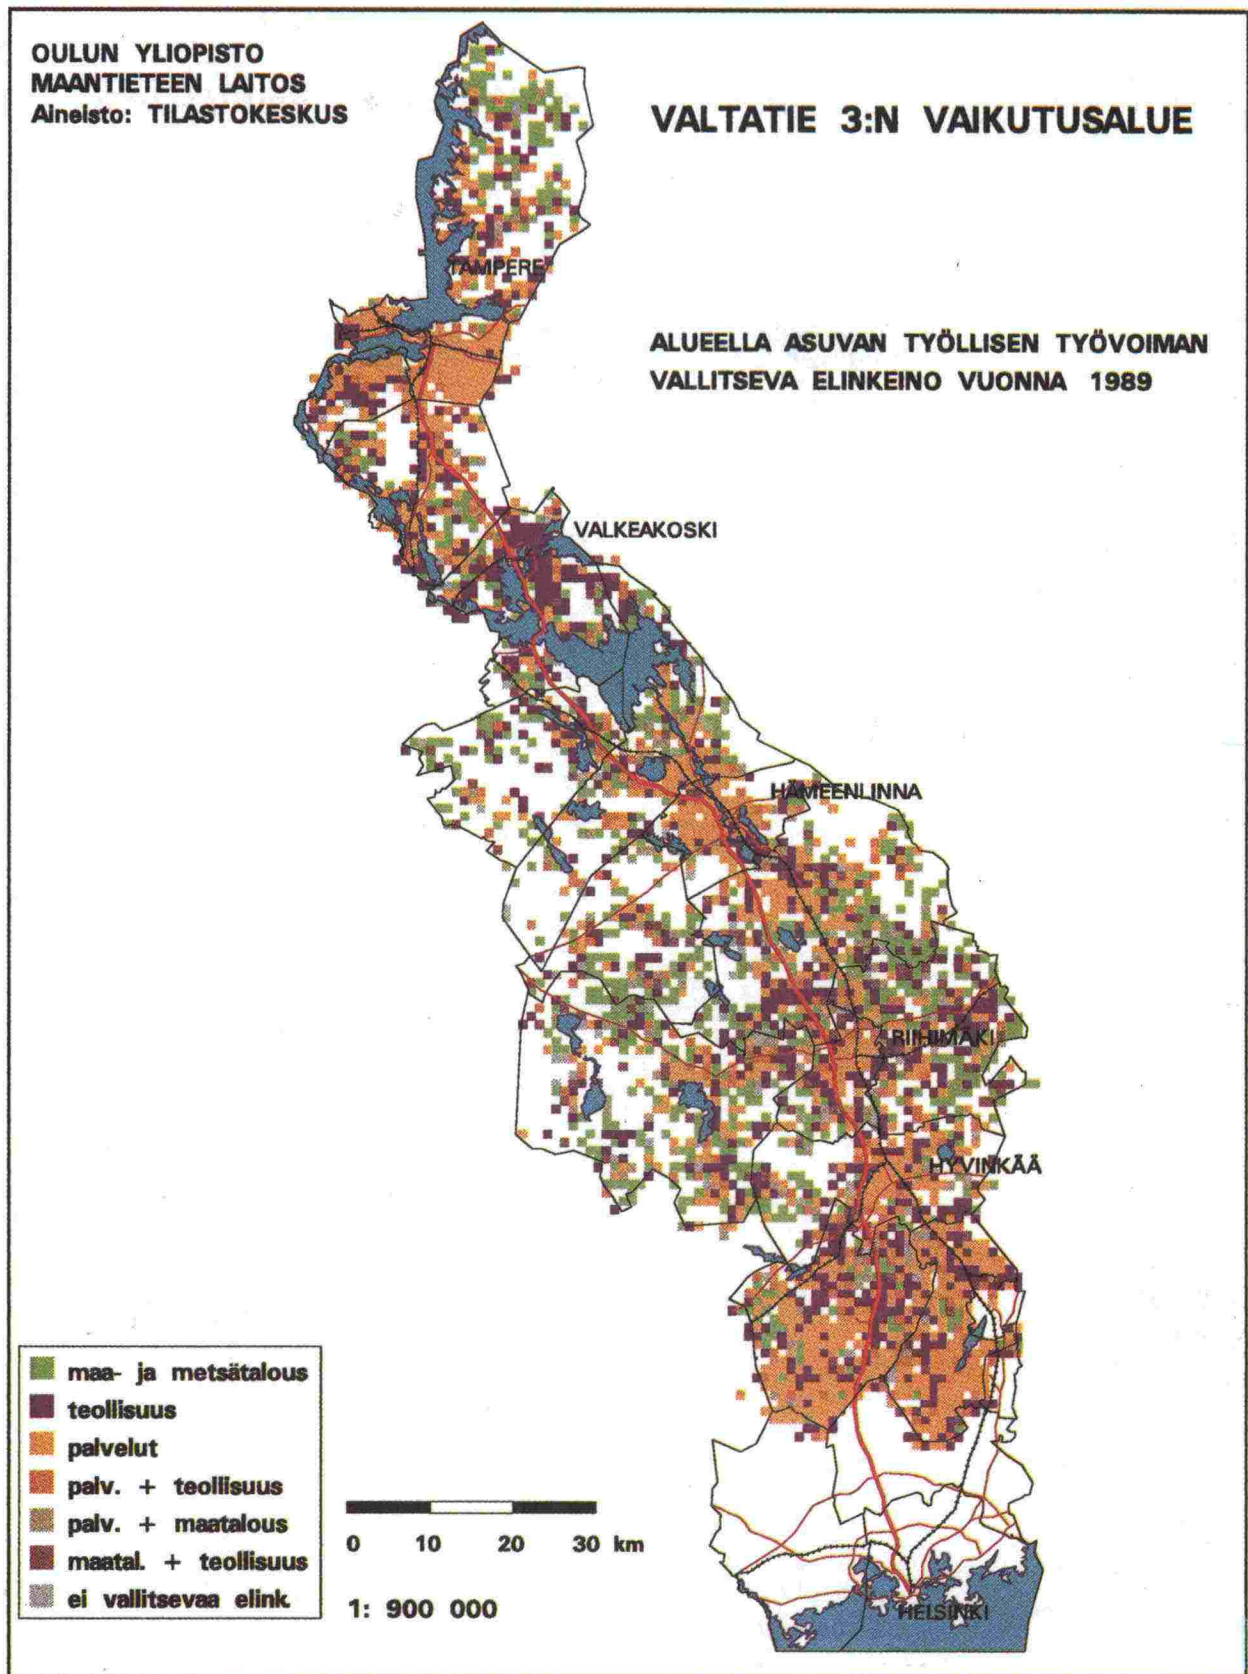 OULUN YLIOPISTO
MAANTIETEEN LAITOS
Aineisto: TILASTOKESKUS
VALTATIE 3:N VAIKUTUSALUE
TAMPERE
ALUEELLA ASUVAN TYÖLLISEN TYÖVOIMAN
VALLITSEVA ELINKEINO VUONNA 1989
VALKEAKOSKI
HÄMEENLINNA
RIIHIMÄKI
HYVINKÄÄ
maa- ja metsätalous
teollisuus
palvelut
palv. + teollisuus
palv. + maatalous
maatal. + teollisuus
ei vallitsevaa elink.
0 10 20 30 km
1: 900 000
HELSINKI